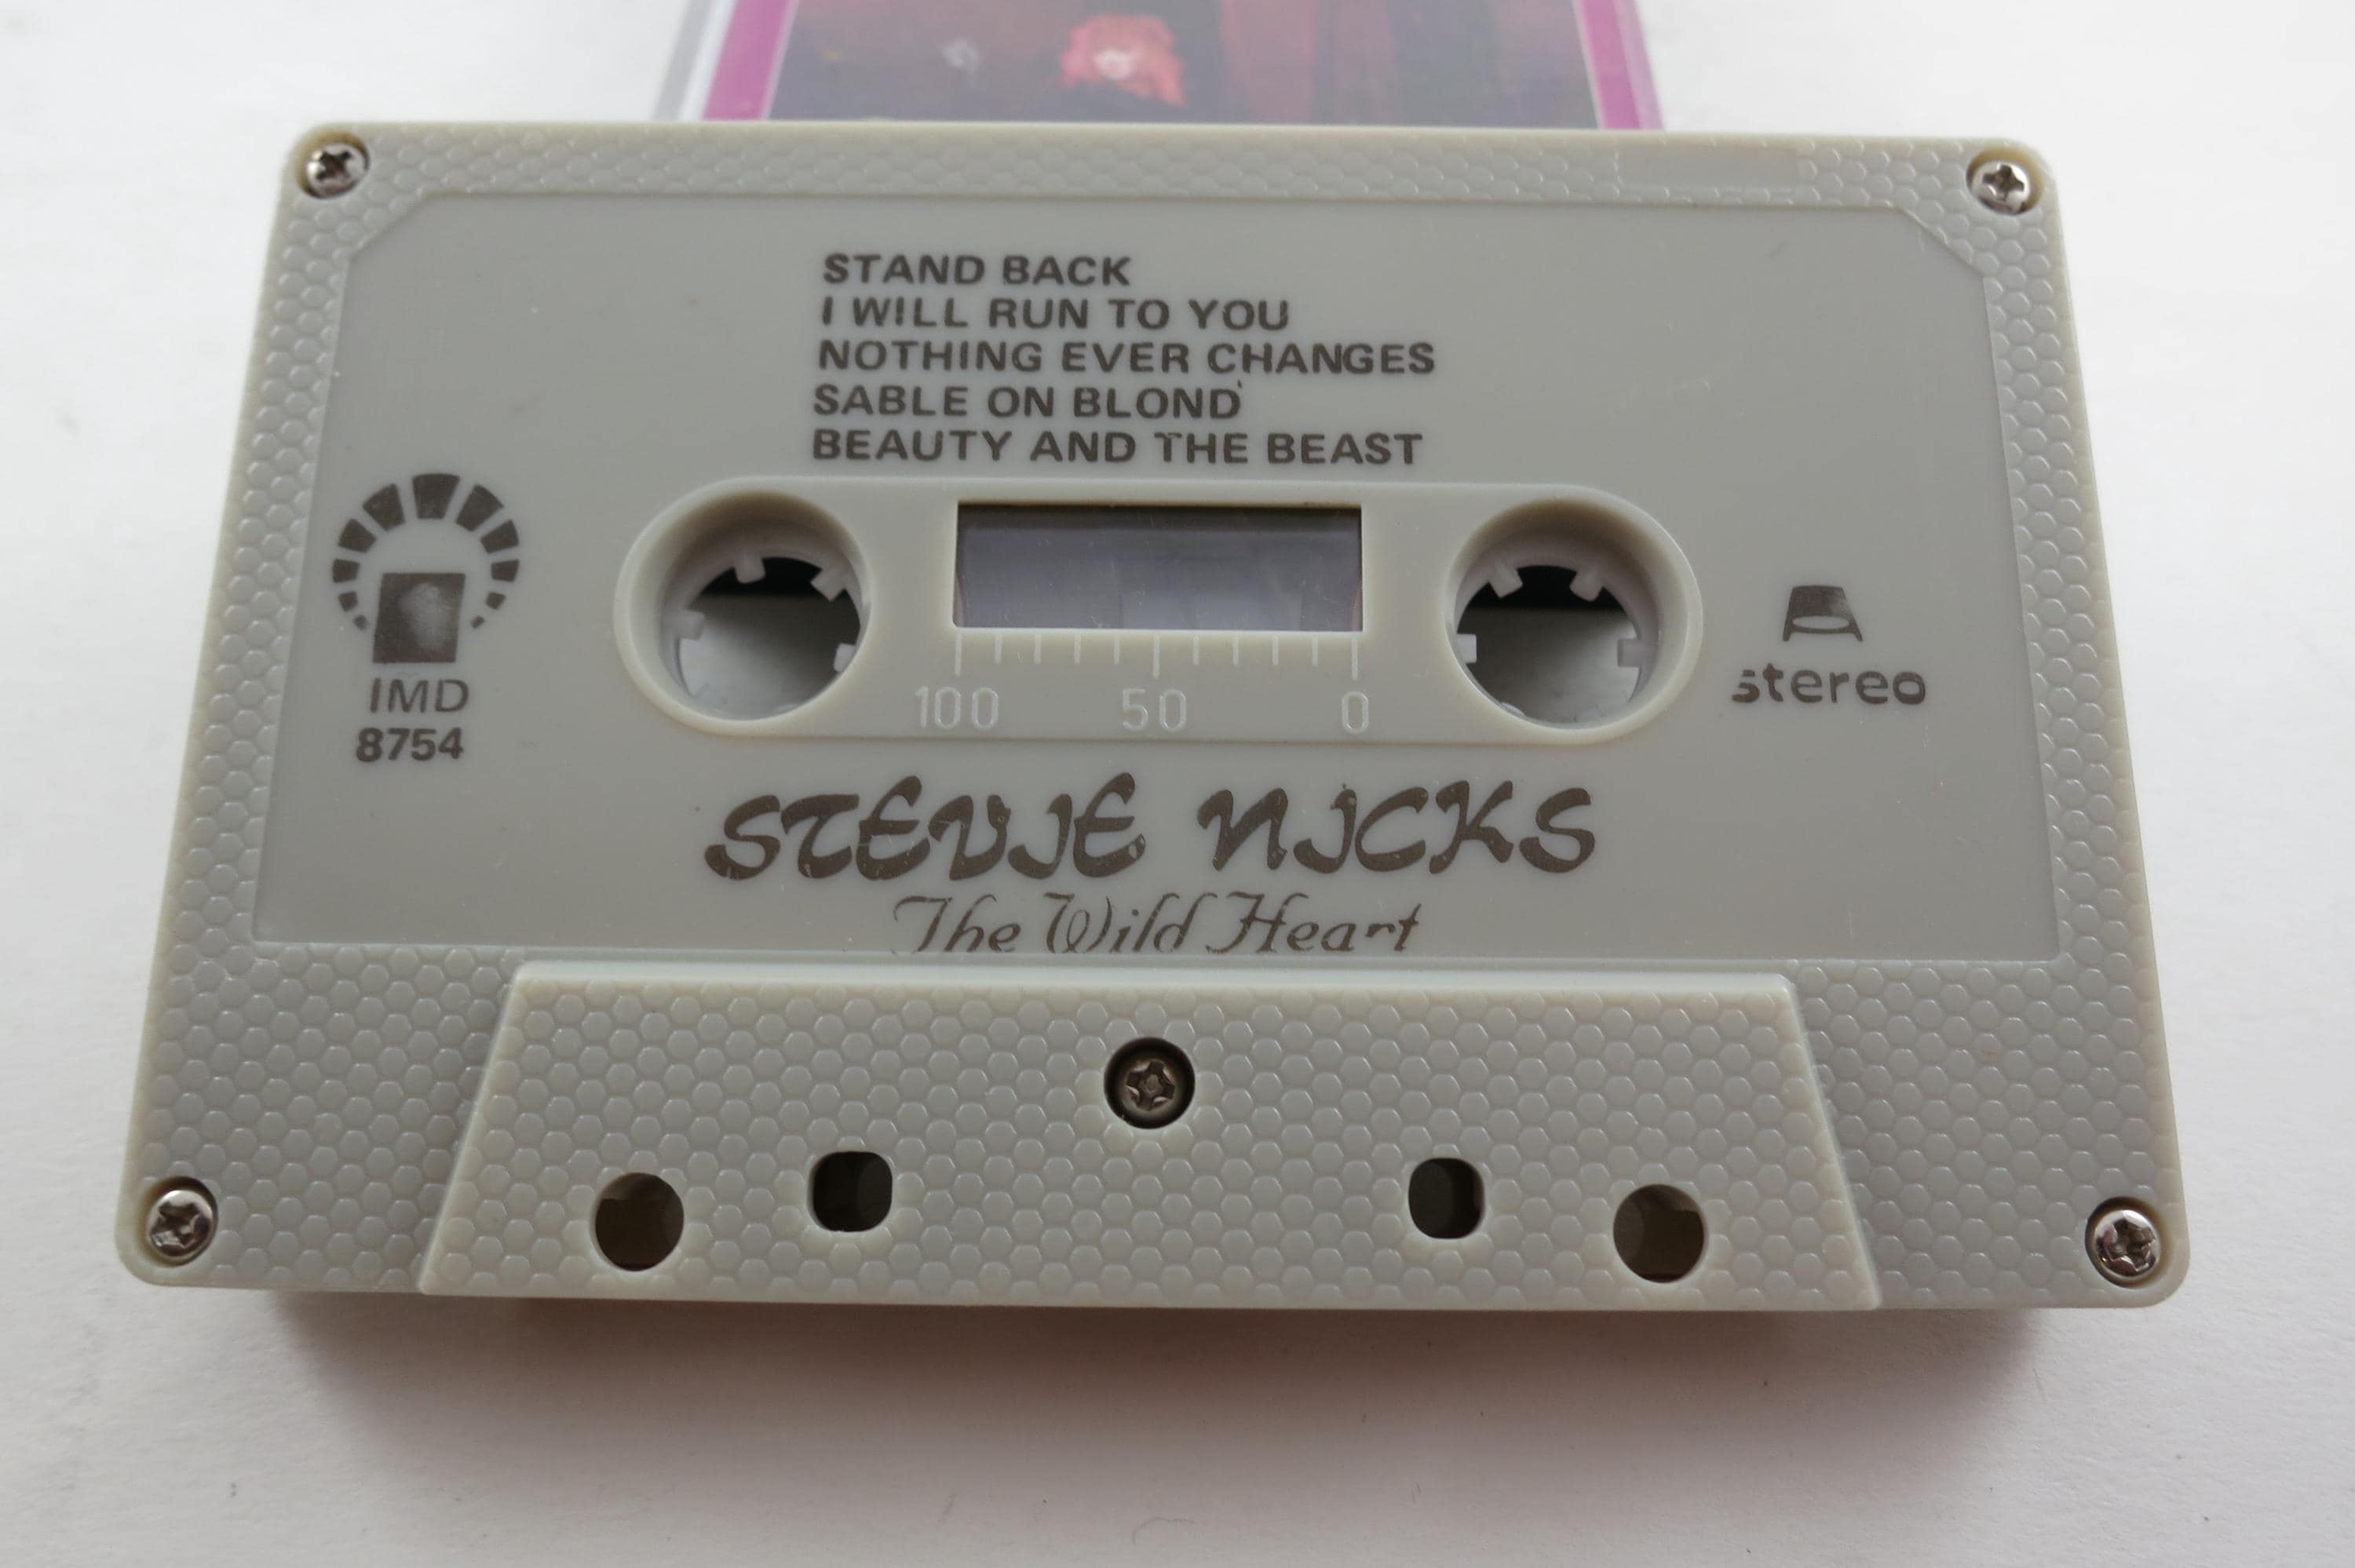 STAND BACK
I WILL RUN TO YOU
NOTHING EVER CHANGES
SABLE ON BLOND
BEAUTY AND THE BEAST
IMD
8754
stereo
100 50 0
STEVIE NICKS
The Wild Heart